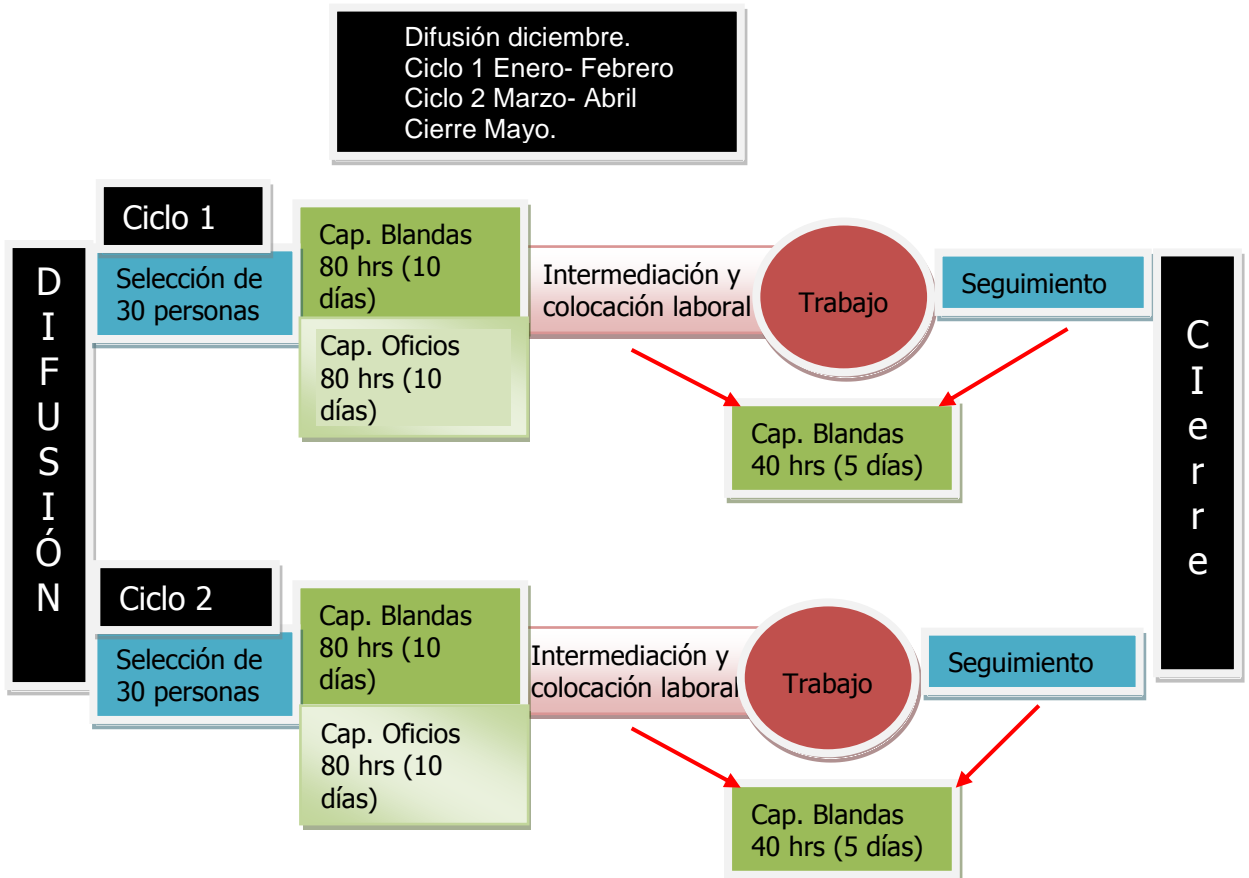 Difusión diciembre.
Ciclo 1 Enero- Febrero
Ciclo 2 Marzo- Abril
Cierre Mayo.
DIFUSIÓN
Ciclo 1
Selección de
30 personas
Cap. Blandas
80 hrs (10
días)
Cap. Oficios
80 hrs (10
días)
Intermediación y
colocación laboral
Trabajo
Seguimiento
Cap. Blandas
40 hrs (5 días)
Ciclo 2
Selección de
30 personas
Cap. Blandas
80 hrs (10
días)
Cap. Oficios
80 hrs (10
días)
Intermediación y
colocación laboral
Trabajo
Seguimiento
Cap. Blandas
40 hrs (5 días)
CIerre